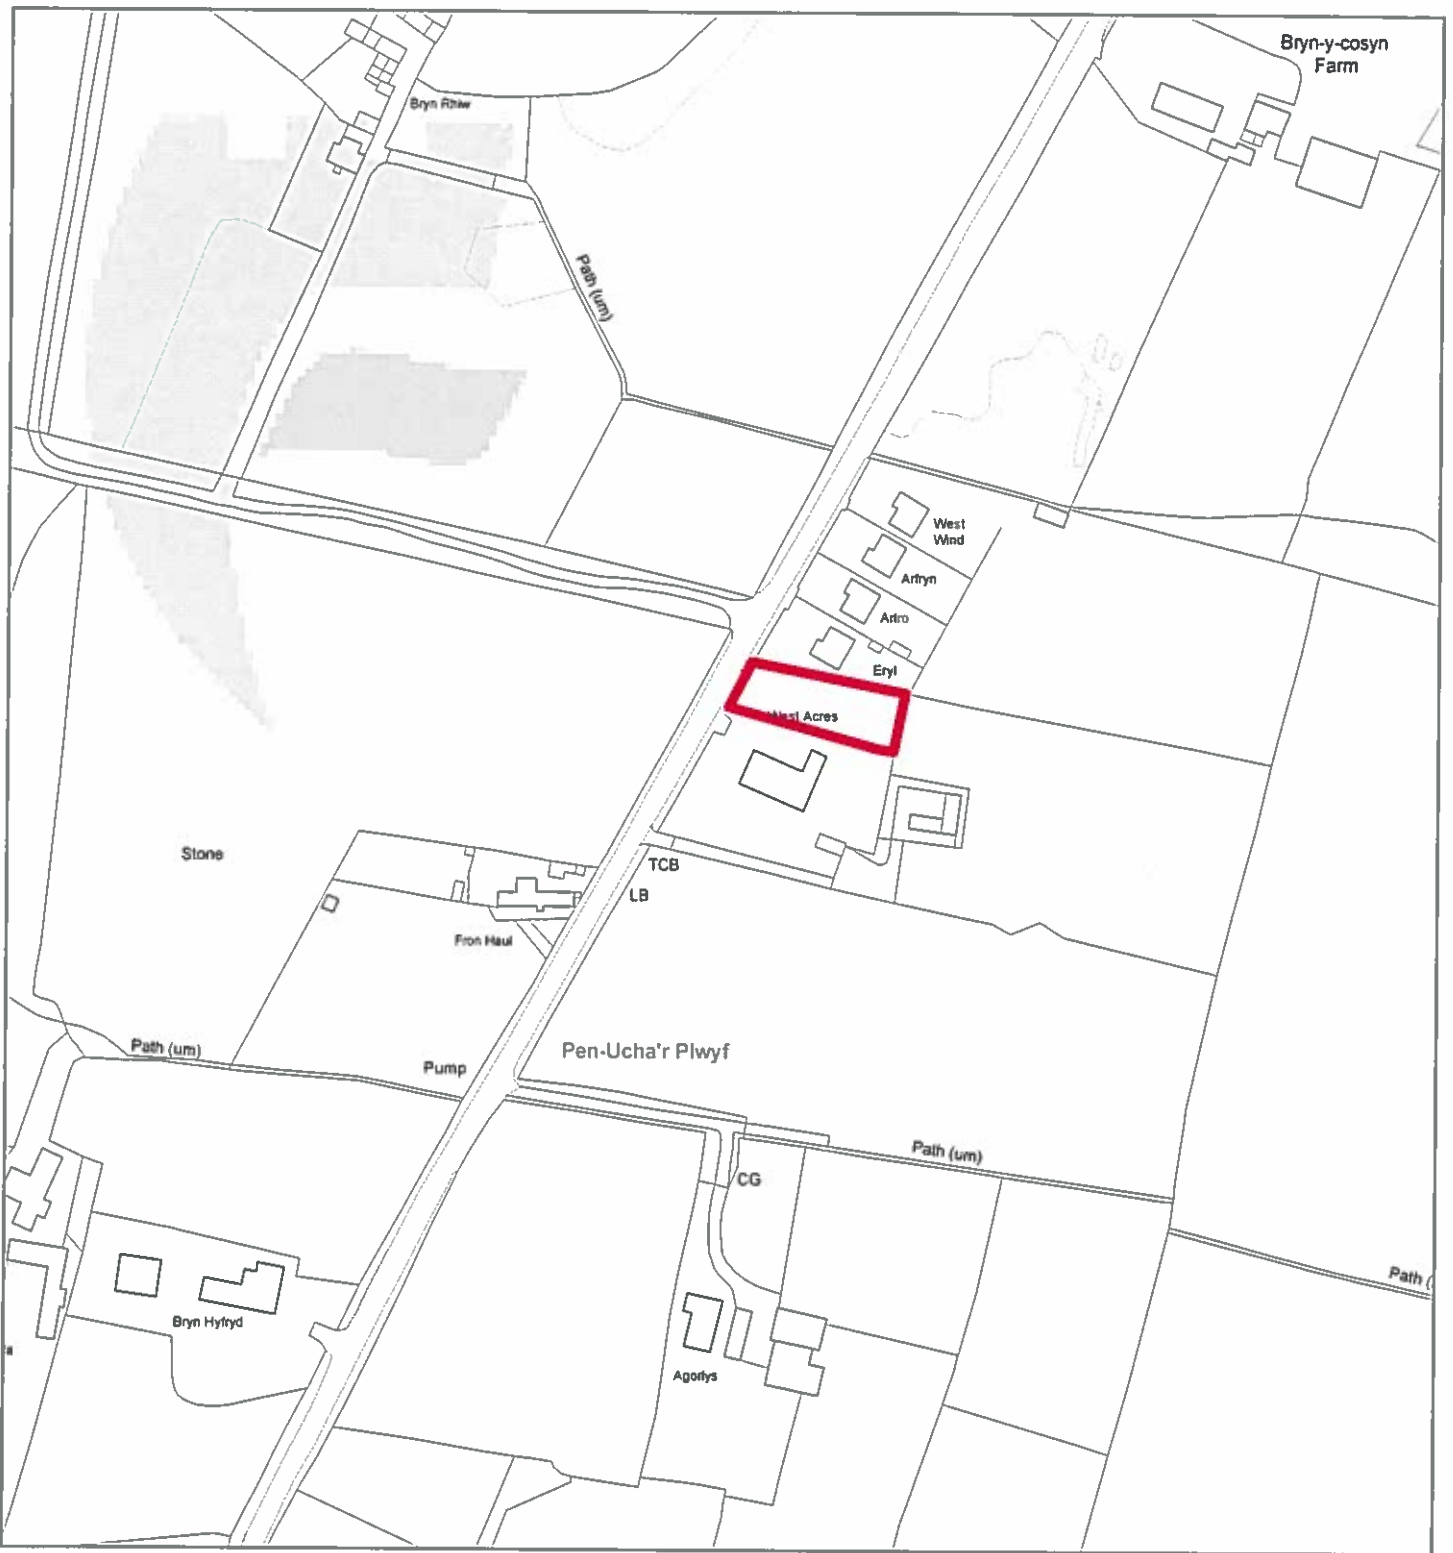 Bryn-y-cosyn
Farm
Bryn Rhiw
Path (um)
West
Wind
Arfryn
Artro
Eryl
West Acres
Stone
TCB
LB
Fron Haul
Path (um)
Pump
Pen-Ucha'r Plwyf
Path (um)
CG
Path (
Bryn Hyfryd
a
Agorlys